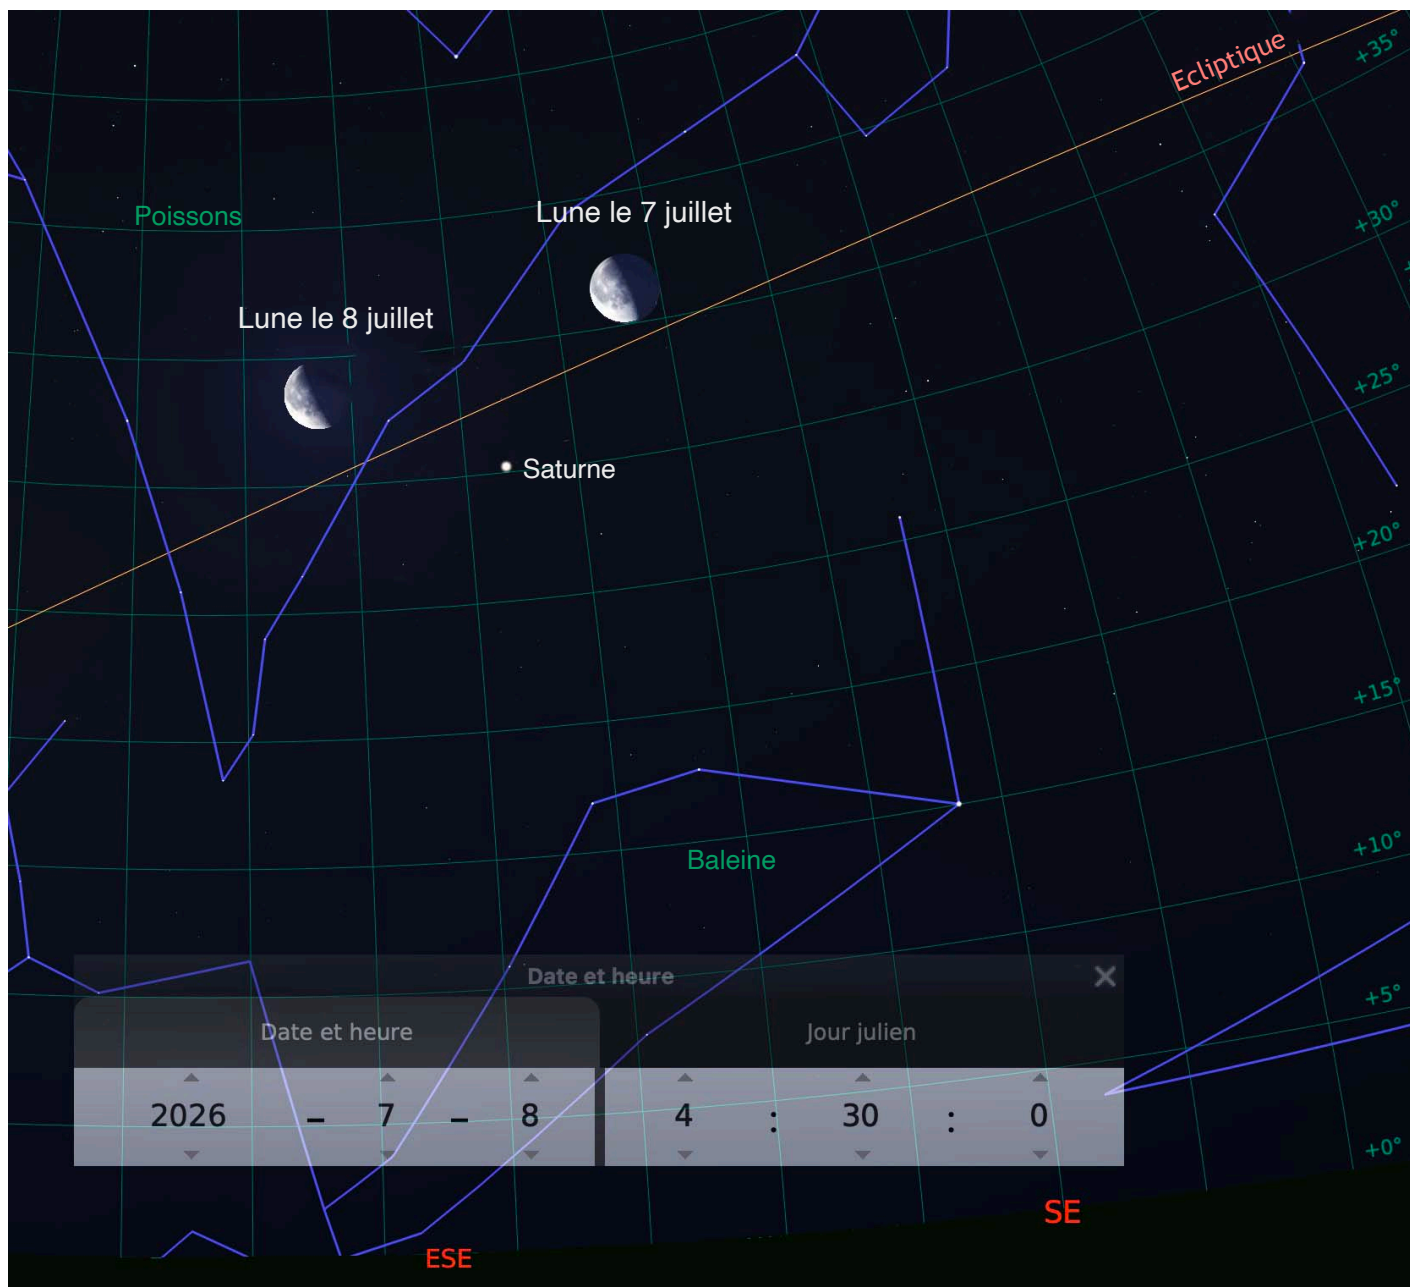 Ecliptique
+35°
Poissons
Lune le 7 juillet
+30°
Lune le 8 juillet
+25°
Saturne
+20°
+15°
+10°
Baleine
Date et heure
+5°
Date et heure
Jour julien
2026 – 7 – 8 4 : 30 : 0
+0°
SE
ESE